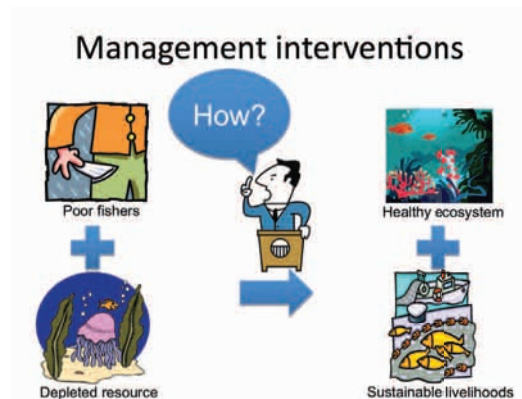 Management interventions
How?
Poor fishers
Healthy ecosystem
Depleted resource
Sustainable livelihoods